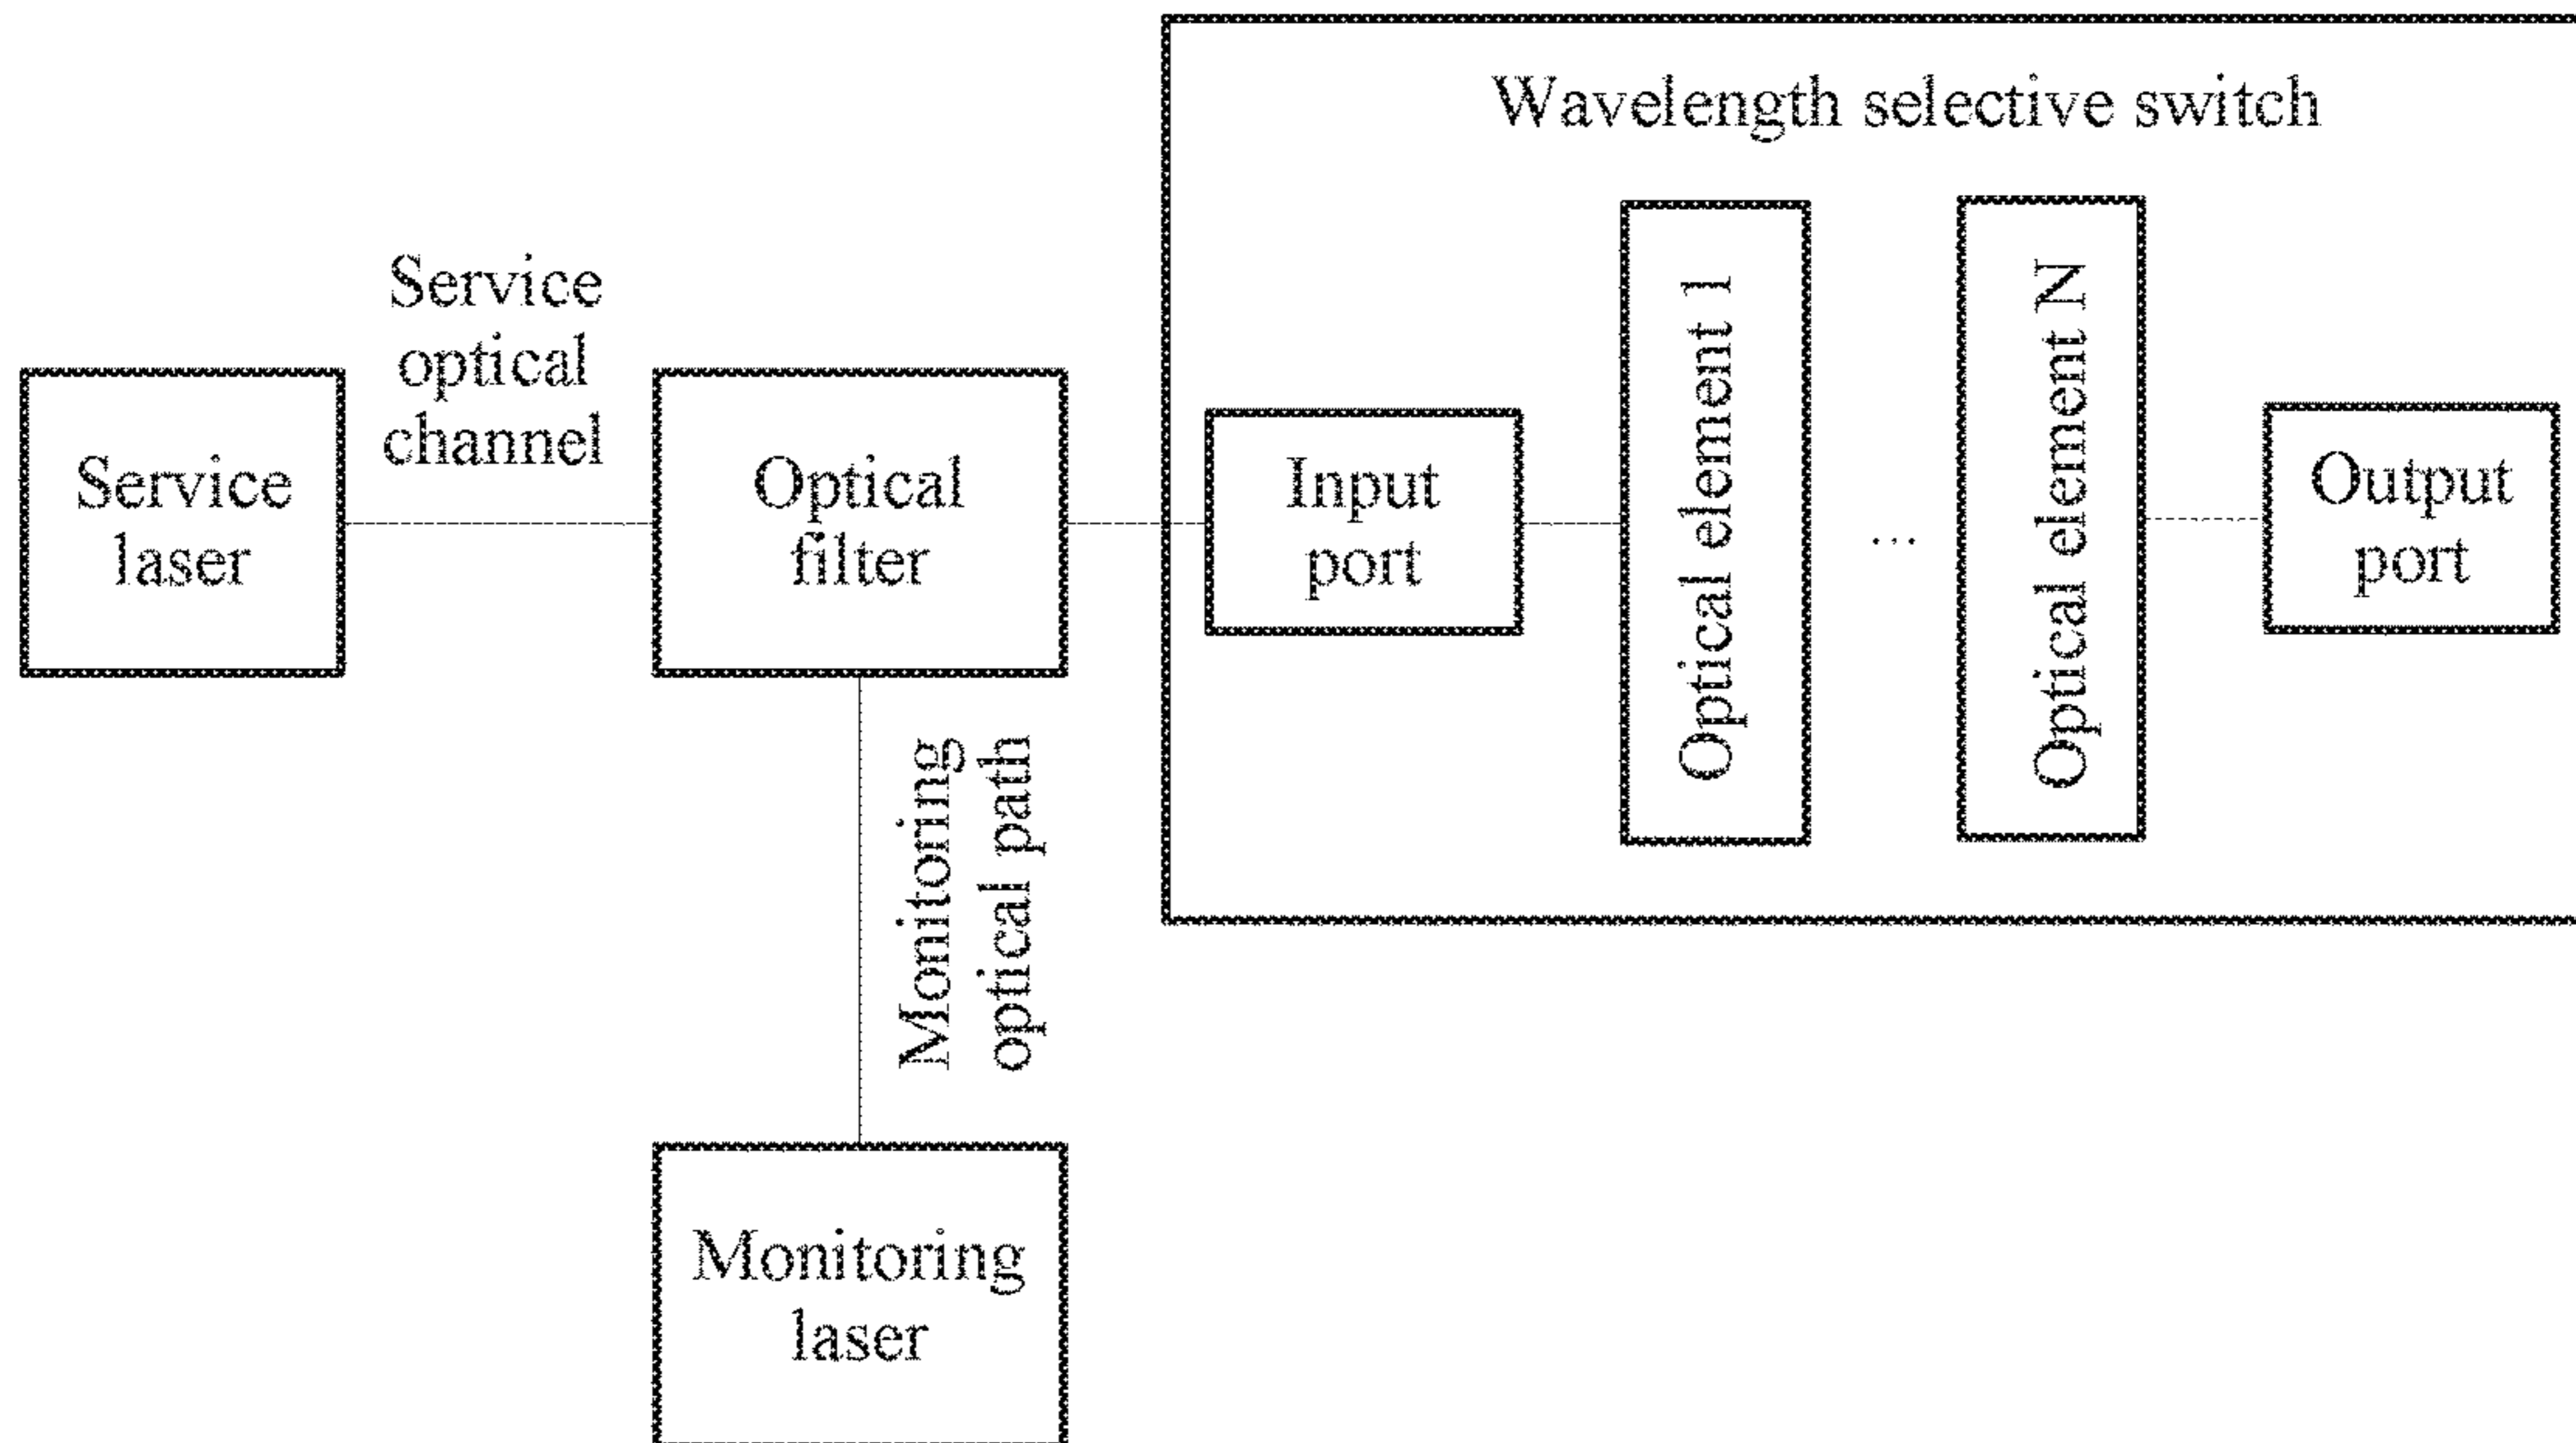 Wavelength selective switch
Service
optical
channel
Service
laser
Optical
filter
Input
port
Optical element 1
...
Optical element N
Output
port
Monitoring
optical path
Monitoring
laser